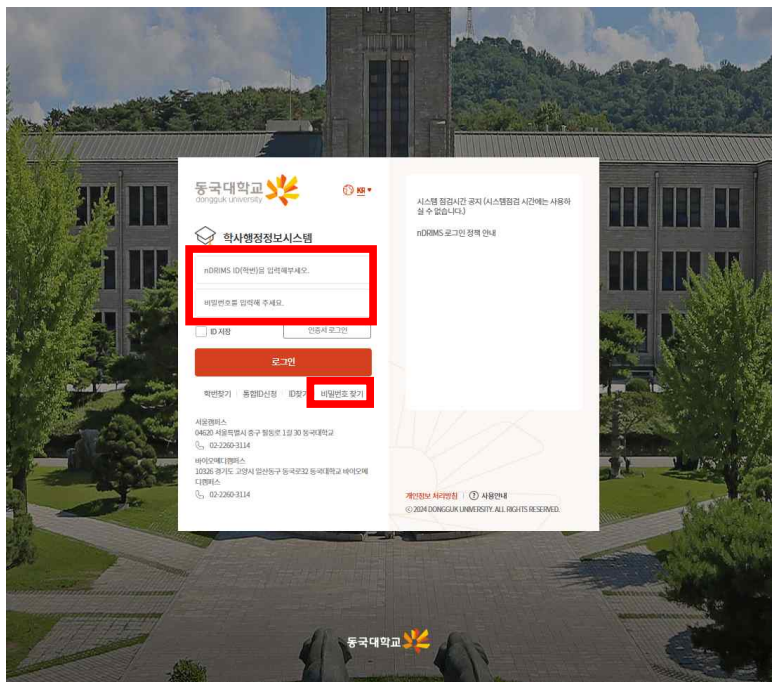 동국대학교
dongguk university
KR
학사행정정보시스템
nDRIMS ID(학번)을 입력해주세요.
비밀번호를 입력해 주세요.
ID 저장
인증서 로그인
로그인
학번찾기
통합ID신청
ID찾기
비밀번호 찾기
서울캠퍼스
04620 서울특별시 중구 필동로 1길 30 동국대학교
02-2260-3114
바이오메디캠퍼스
10326 경기도 고양시 일산동구 동국로32 동국대학교 바이오메
디캠퍼스
02-2260-3114
시스템 점검시간 공지 (시스템점검 시간에는 사용하
실 수 없습니다.)
nDRIMS 로그인 정책 안내
개인정보 처리방침
? 사용안내
© 2024 DONGGUK UNIVERSITY. ALL RIGHTS RESERVED.
동국대학교